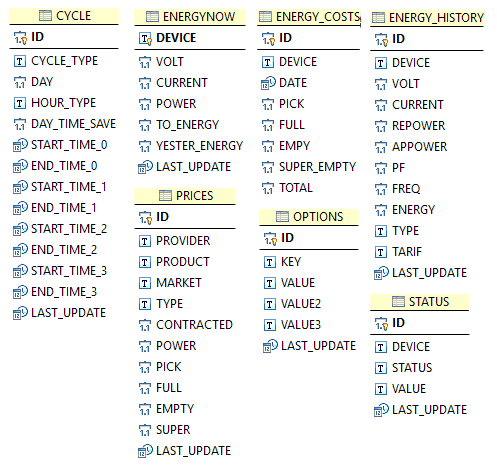 CYCLE
ID
CYCLE_TYPE
DAY
HOUR_TYPE
DAY_TIME_SAVE
START_TIME_0
END_TIME_0
START_TIME_1
END_TIME_1
START_TIME_2
END_TIME_2
START_TIME_3
END_TIME_3
LAST_UPDATE
ENERGYNOW
DEVICE
VOLT
CURRENT
POWER
TO_ENERGY
YESTER_ENERGY
LAST_UPDATE
PRICES
ID
PROVIDER
PRODUCT
MARKET
TYPE
CONTRACTED
POWER
PICK
FULL
EMPTY
SUPER
LAST_UPDATE
ENERGY_COSTS
ID
DEVICE
DATE
PICK
FULL
EMPY
SUPER_EMPTY
TOTAL
OPTIONS
ID
KEY
VALUE
VALUE2
VALUE3
LAST_UPDATE
ENERGY_HISTORY
ID
DEVICE
VOLT
CURRENT
REPOWER
APPOWER
PF
FREQ
ENERGY
TYPE
TARIF
LAST_UPDATE
STATUS
ID
DEVICE
STATUS
VALUE
LAST_UPDATE